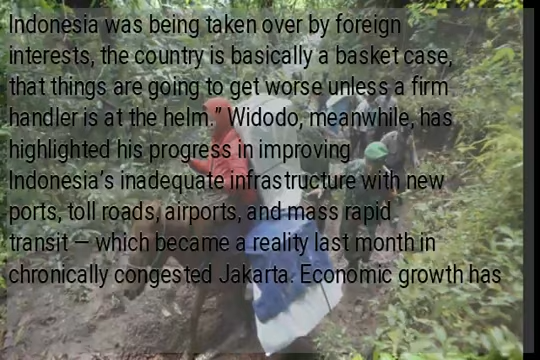 Indonesia was being taken over by foreign
interests, the country is basically a basket case,
that things are going to get worse unless a firm
handler is at the helm.” Widodo, meanwhile, has
highlighted his progress in improving
Indonesia’s inadequate infrastructure with new
ports, toll roads, airports, and mass rapid
transit — which became a reality last month in
chronically congested Jakarta. Economic growth has